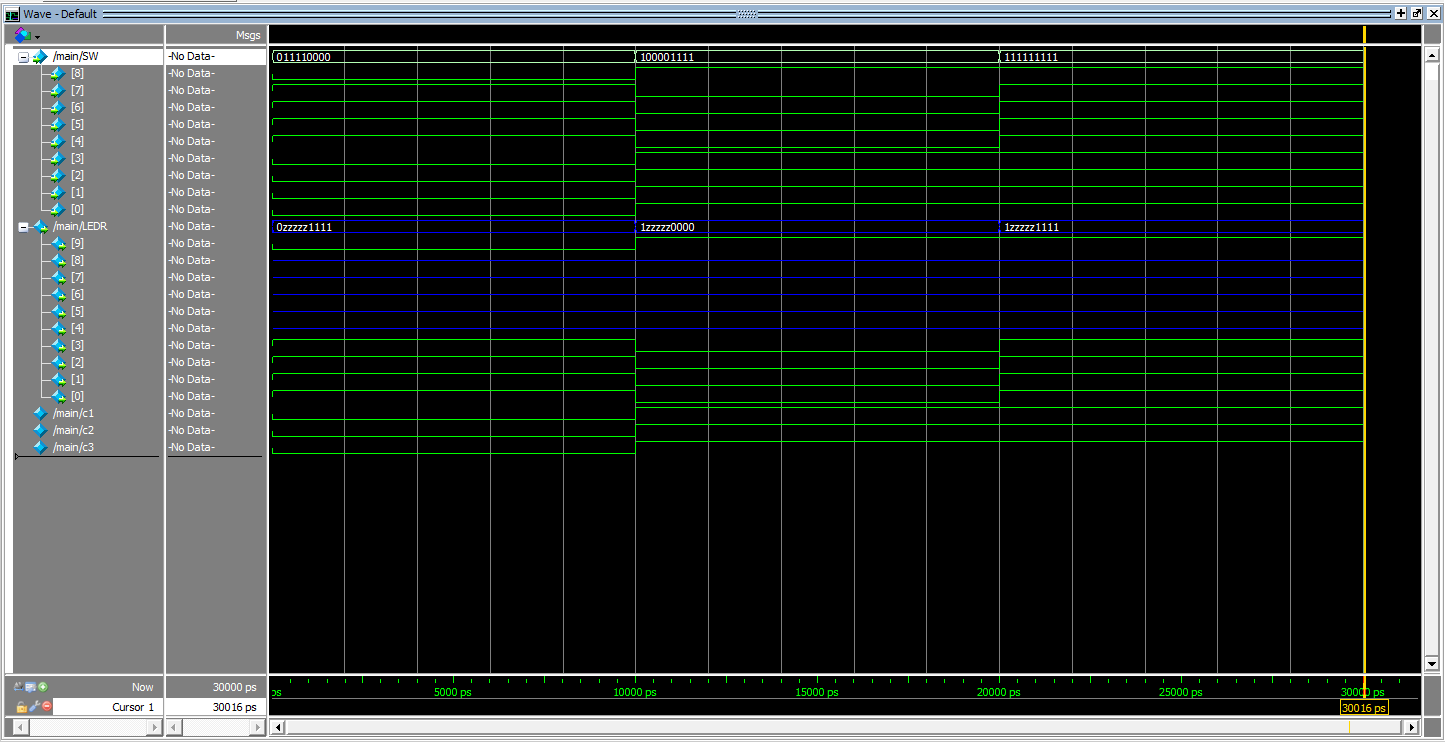 Wave - Default
Msgs
/main/SW -No Data- 011110000 100001111 111111111
[8] -No Data-
[7] -No Data-
[6] -No Data-
[5] -No Data-
[4] -No Data-
[3] -No Data-
[2] -No Data-
[1] -No Data-
[0] -No Data-
/main/LEDR -No Data- 0zzzzz1111 1zzzzz0000 1zzzzz1111
[9] -No Data-
[8] -No Data-
[7] -No Data-
[6] -No Data-
[5] -No Data-
[4] -No Data-
[3] -No Data-
[2] -No Data-
[1] -No Data-
[0] -No Data-
/main/c1 -No Data-
/main/c2 -No Data-
/main/c3 -No Data-
Now 30000 ps ps 5000 ps 10000 ps 15000 ps 20000 ps 25000 ps 30000 ps
Cursor 1 30016 ps 30016 ps